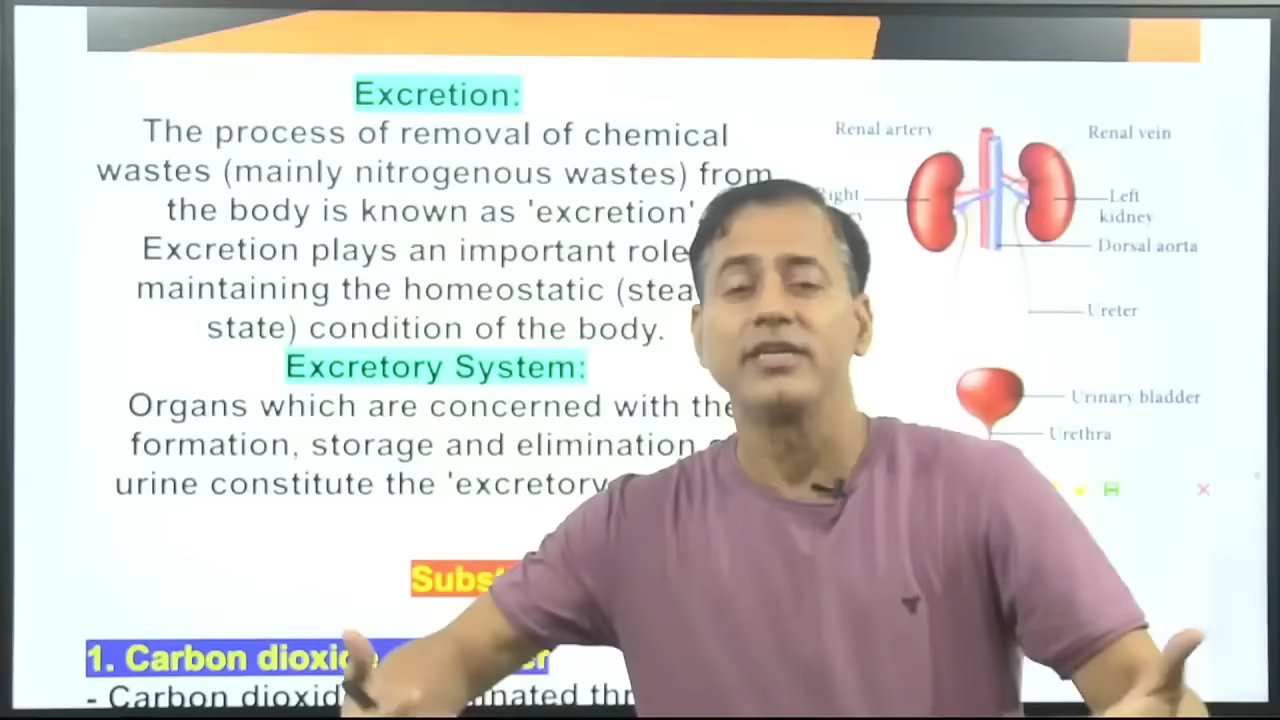 Excretion:
The process of removal of chemical
wastes (mainly nitrogenous wastes) from
the body is known as 'excretion'
Excretion plays an important role
maintaining the homeostatic
state) condition of the body.
Excretory System:
Organs which are concerned with the
formation, storage and elimination
urine constitute the 'excretory
1. Carbon
- Carbon
Renal artery
Renal vein
Right
Left
kidney
Dorsal aorta
Ureter
Urinary bladder
Urethra